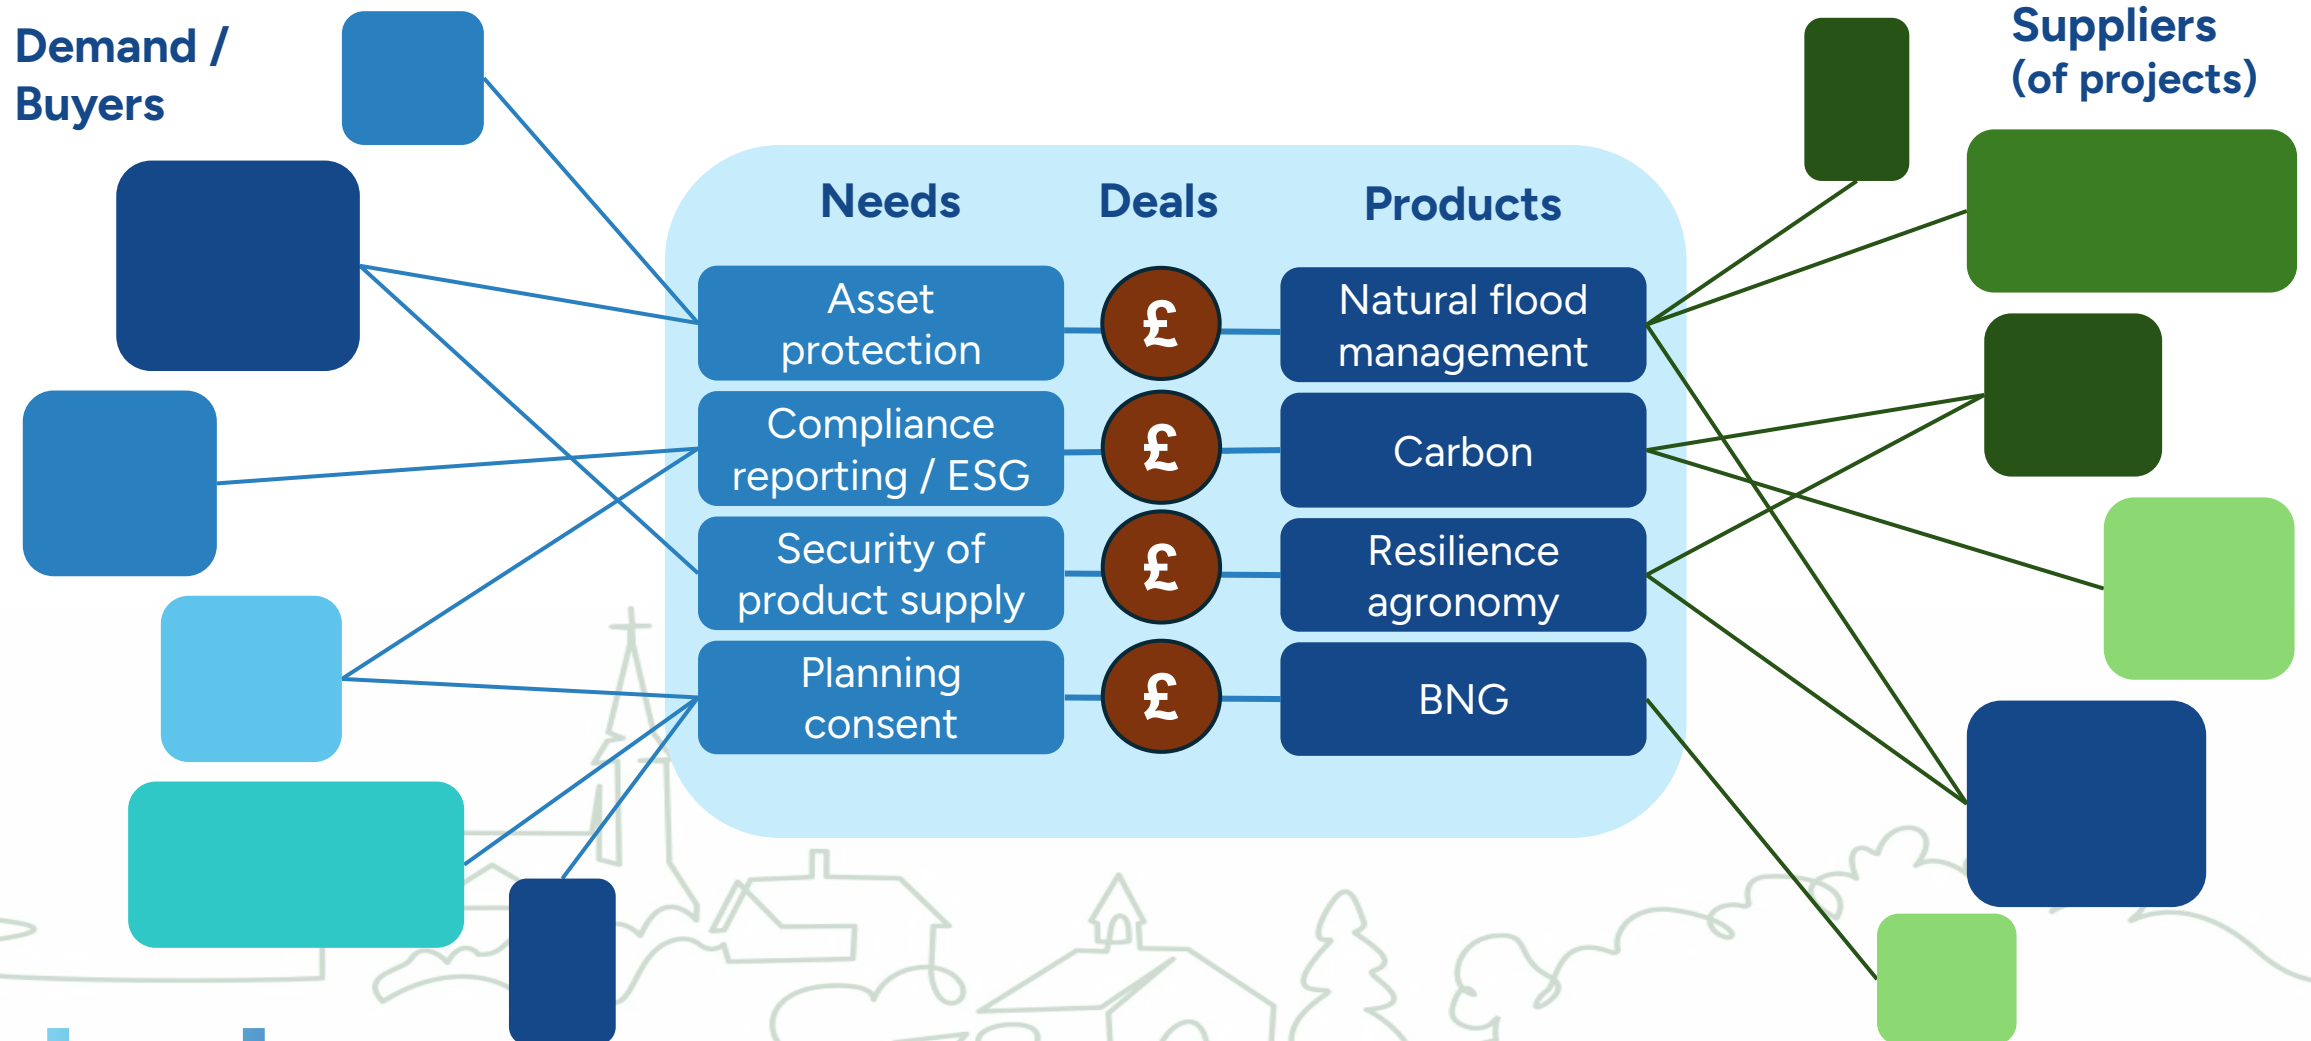 Demand /
Buyers
Suppliers
(of projects)
Needs
Deals
Products
Asset
protection
£
Natural flood
management
Compliance
reporting / ESG
£
Carbon
Security of
product supply
£
Resilience
agronomy
Planning
consent
£
BNG